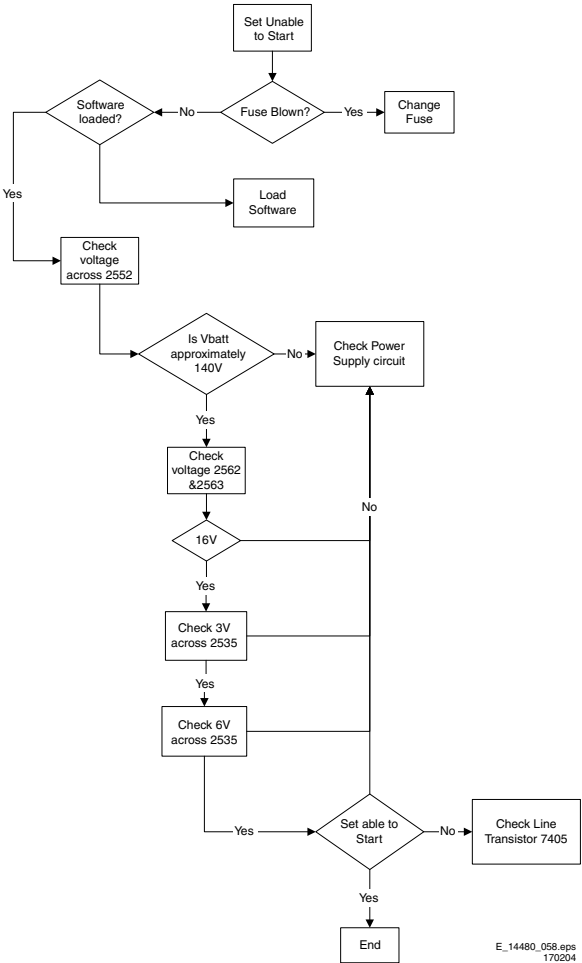 Set Unable
to Start
Fuse Blown?
Yes
Change
Fuse
No
Software
loaded?
Yes
Load
Software
Check
voltage
across 2552
Is Vbatt
approximately
140V
No
Check Power
Supply circuit
Yes
Check
voltage 2562
&2563
No
16V
Yes
Check 3V
across 2535
Yes
Check 6V
across 2535
Yes
Set able to
Start
No
Check Line
Transistor 7405
Yes
End
E_14480_058.eps
170204